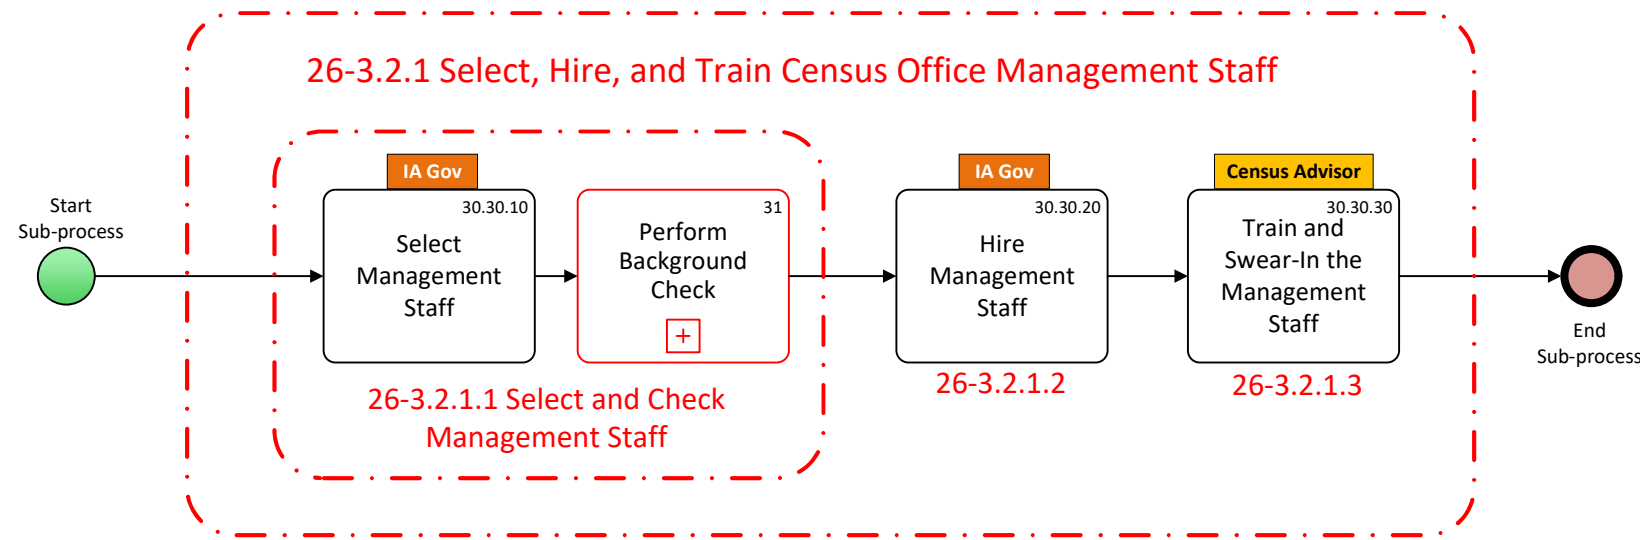 26-3.2.1 Select, Hire, and Train Census Office Management Staff
Start
Sub-process
IA Gov
30.30.10
Select
Management
Staff
31
Perform
Background
Check
+
26-3.2.1.1 Select and Check
Management Staff
IA Gov
30.30.20
Hire
Management
Staff
26-3.2.1.2
Census Advisor
30.30.30
Train and
Swear-In the
Management
Staff
26-3.2.1.3
End
Sub-process